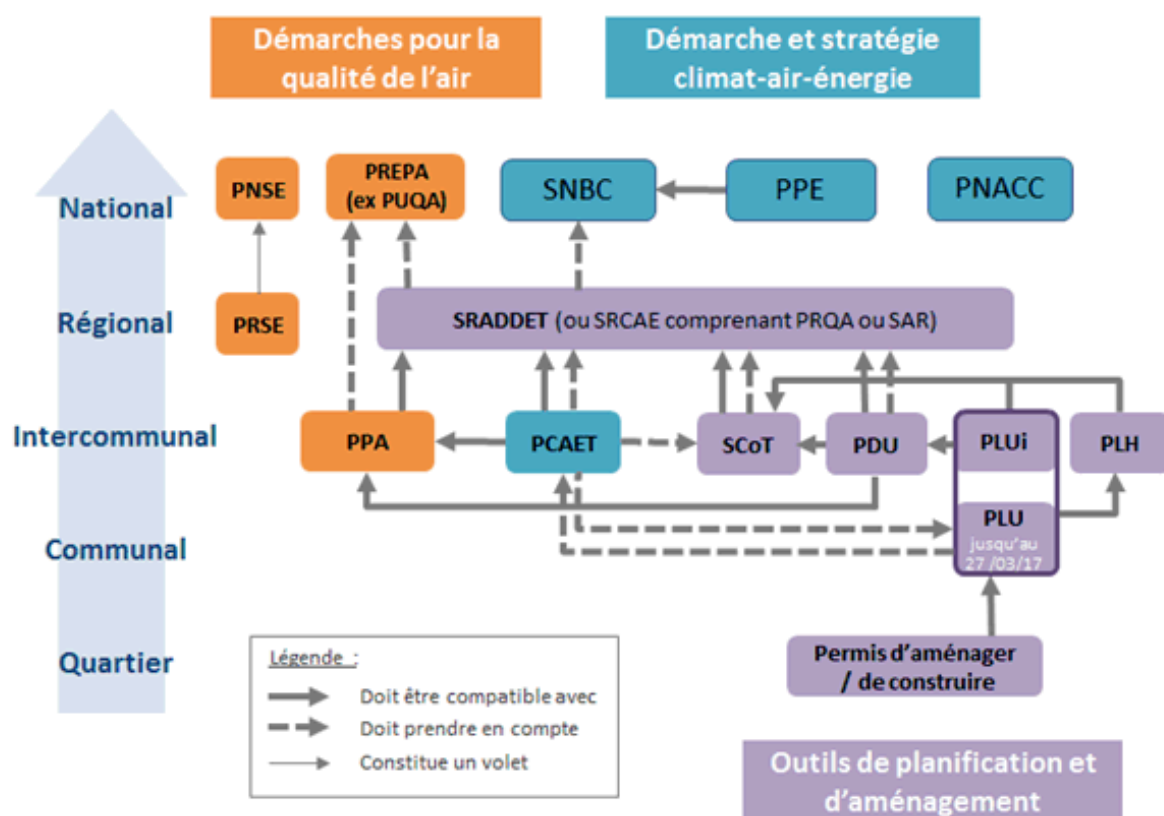 Démarches pour la
qualité de l'air
Démarche et stratégie
climat-air-énergie
National
PNSE
PREPA
(ex PUQA)
SNBC
PPE
PNACC
Régional
PRSE
SRADDET (ou SRCAE comprenant PRQA ou SAR)
Intercommunal
PPA
PCAET
SCoT
PDU
PLUi
PLH
Communal
PLU
jusqu'au
27 /03/17
Quartier
Permis d'aménager
/ de construire
Légende :
Doit être compatible avec
Doit prendre en compte
Constitue un volet
Outils de planification et
d'aménagement